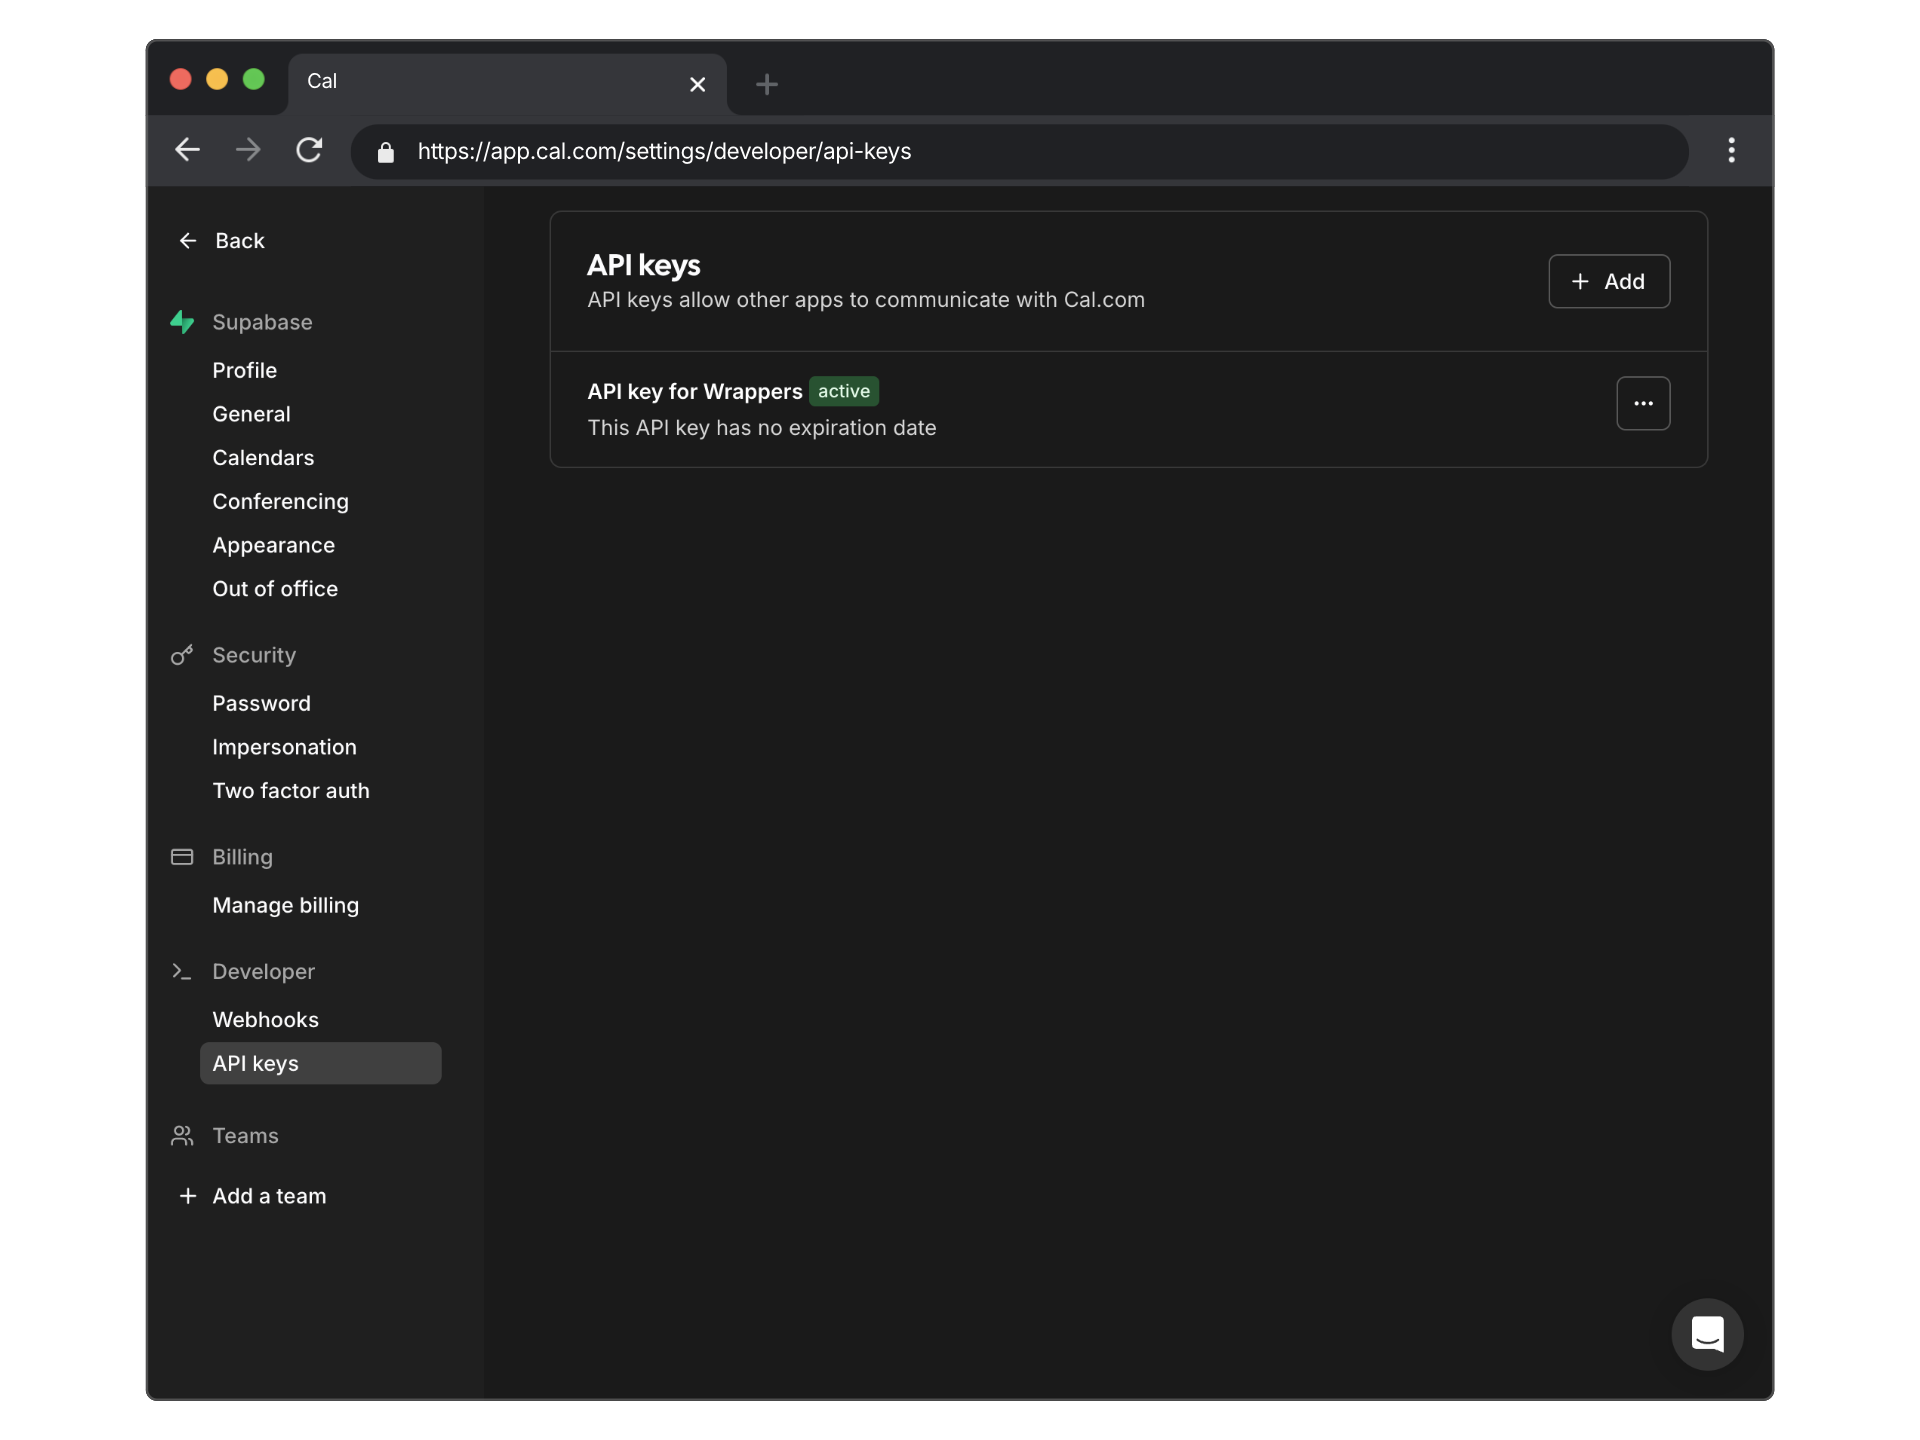 Cal
https://app.cal.com/settings/developer/api-keys
Back
Supabase
Profile
General
Calendars
Conferencing
Appearance
Out of office
Security
Password
Impersonation
Two factor auth
Billing
Manage billing
Developer
Webhooks
API keys
Teams
Add a team
API keys
API keys allow other apps to communicate with Cal.com
Add
API key for Wrappers active
This API key has no expiration date